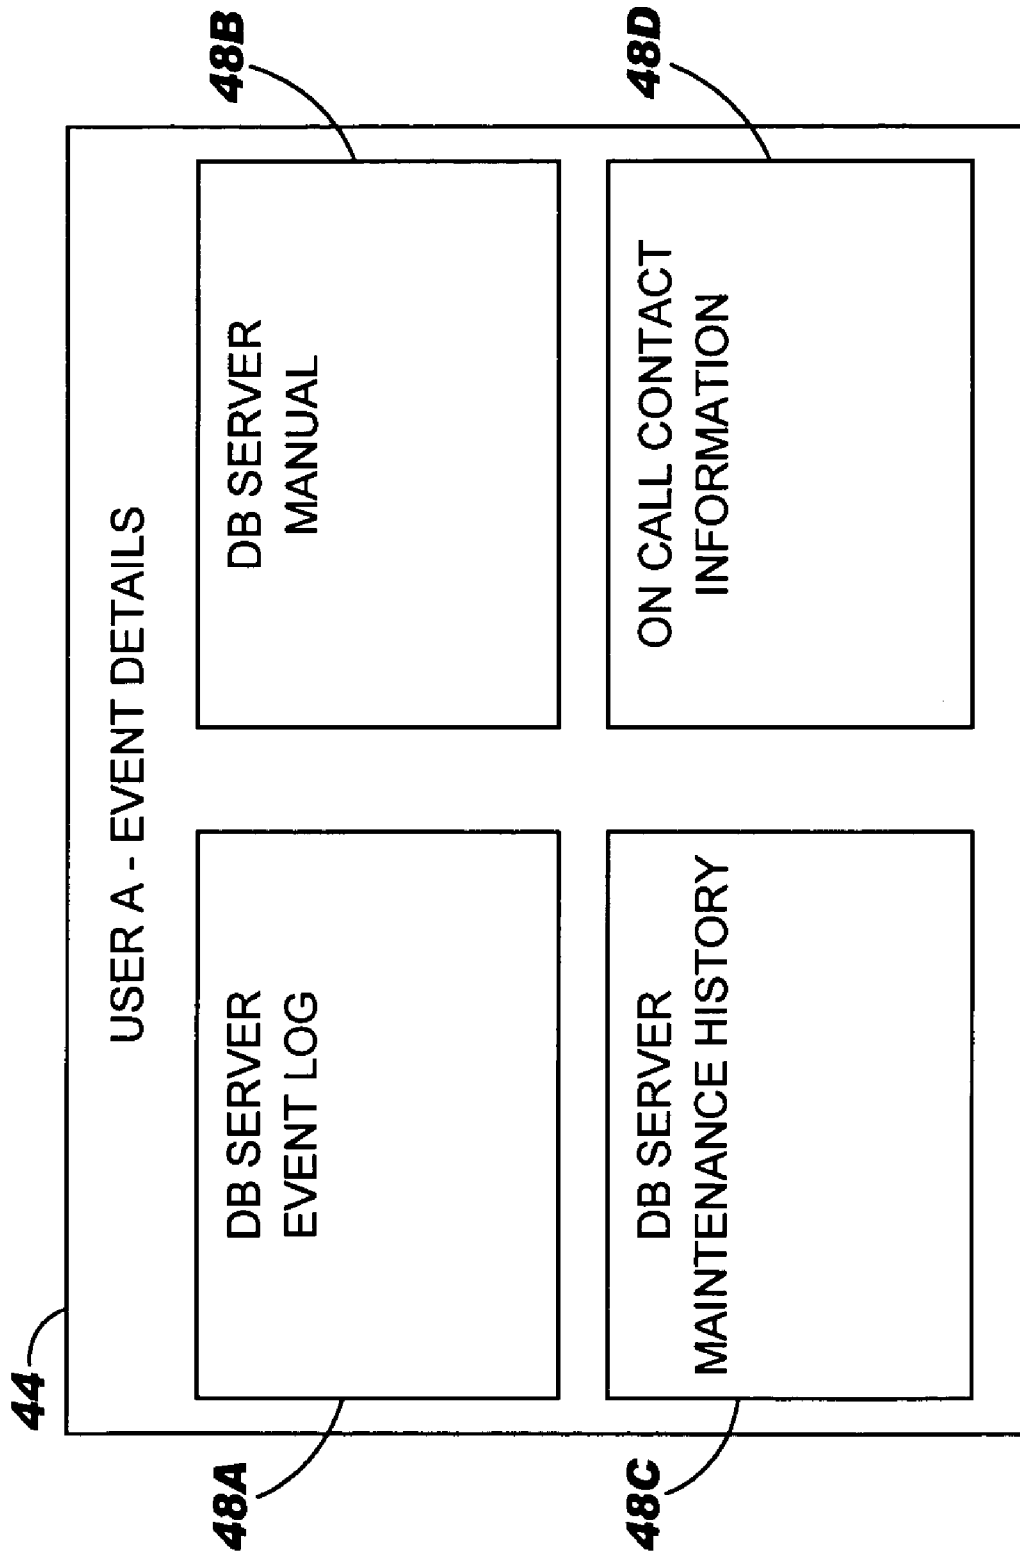 44
USER A - EVENT DETAILS
48A
DB SERVER
EVENT LOG
48B
DB SERVER
MANUAL
48C
DB SERVER
MAINTENANCE HISTORY
48D
ON CALL CONTACT
INFORMATION